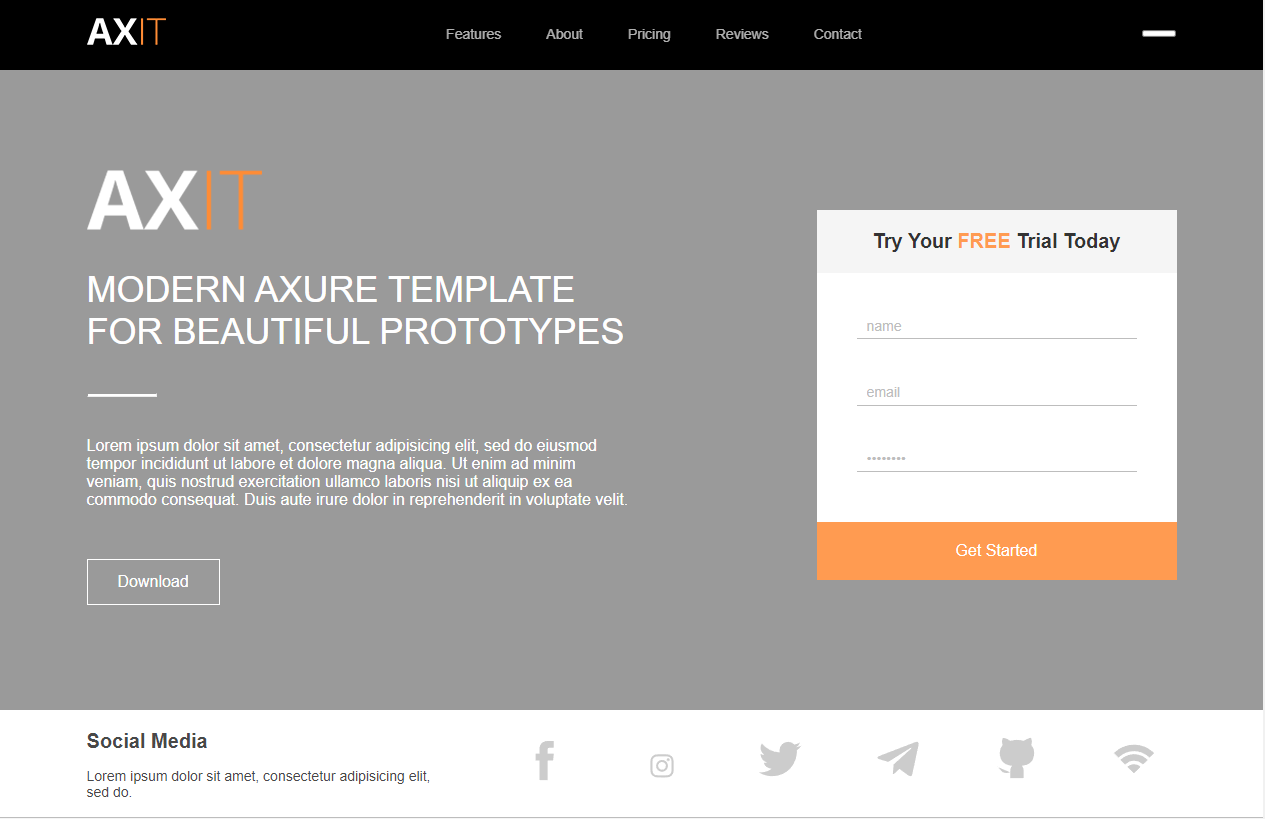 AXIT
Features About Pricing Reviews Contact
AXIT
MODERN AXURE TEMPLATE
FOR BEAUTIFUL PROTOTYPES
Lorem ipsum dolor sit amet, consectetur adipisicing elit, sed do eiusmod
tempor incididunt ut labore et dolore magna aliqua. Ut enim ad minim
veniam, quis nostrud exercitation ullamco laboris nisi ut aliquip ex ea
commodo consequat. Duis aute irure dolor in reprehenderit in voluptate velit.
Download
Try Your FREE Trial Today
name
email
••••••••
Get Started
Social Media
Lorem ipsum dolor sit amet, consectetur adipisicing elit,
sed do.